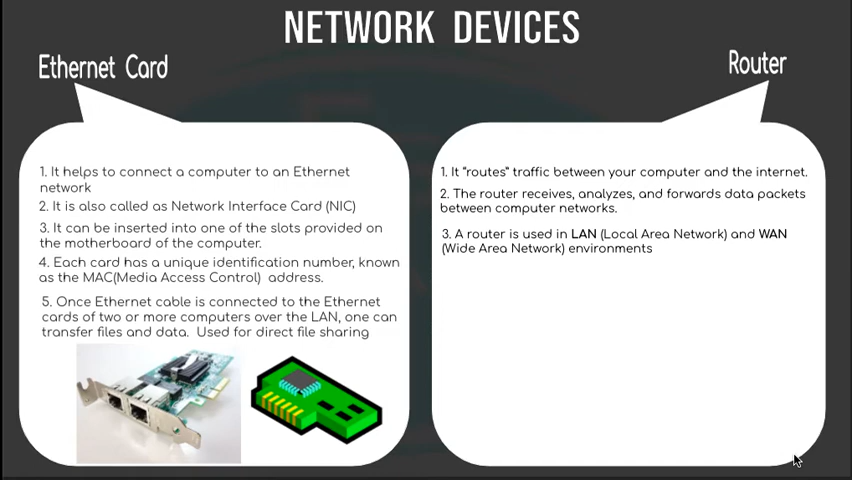 NETWORK DEVICES
Ethernet Card
1. It helps to connect a computer to an Ethernet
network
2. It is also called as Network Interface Card (NIC)
3. It can be inserted into one of the slots provided on
the motherboard of the computer.
4. Each card has a unique identification number, known
as the MAC(Media Access Control) address.
5. Once Ethernet cable is connected to the Ethernet
cards of two or more computers over the LAN, one can
transfer files and data. Used for direct file sharing
Router
1. It “routes” traffic between your computer and the internet.
2. The router receives, analyzes, and forwards data packets
between computer networks.
3. A router is used in LAN (Local Area Network) and WAN
(Wide Area Network) environments